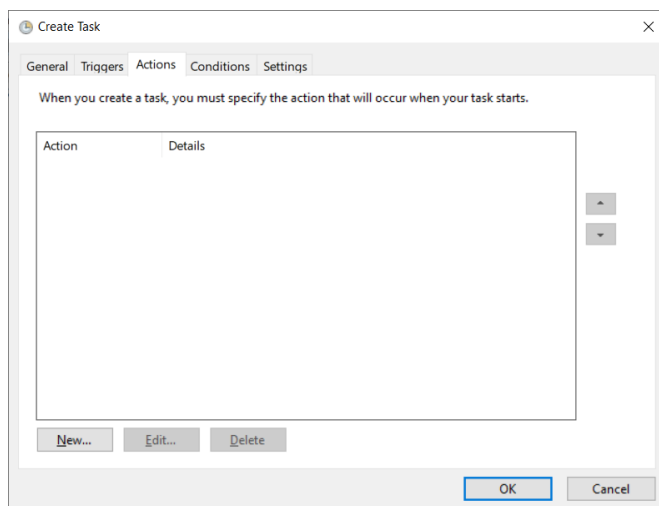 Create Task
General Triggers Actions Conditions Settings
When you create a task, you must specify the action that will occur when your task starts.
Action Details
New... Edit... Delete
OK Cancel